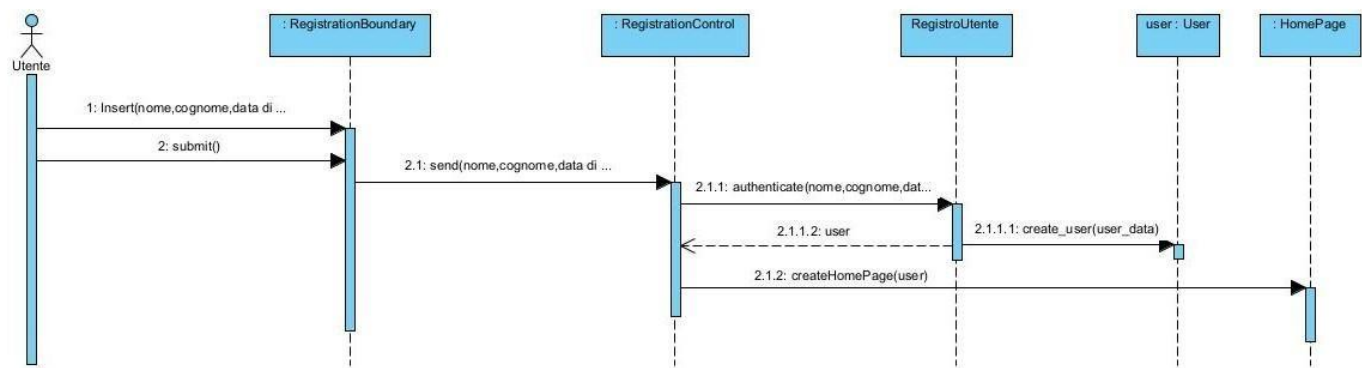 : RegistrationBoundary
: RegistrationControl
RegistroUtente
user : User
: HomePage
Utente
1: Insert(nome,cognome,data di ...
2: submit()
2.1: send(nome,cognome,data di ...
2.1.1: authenticate(nome,cognome,dat...
2.1.1.2: user
2.1.1.1: create_user(user_data)
2.1.2: createHomePage(user)